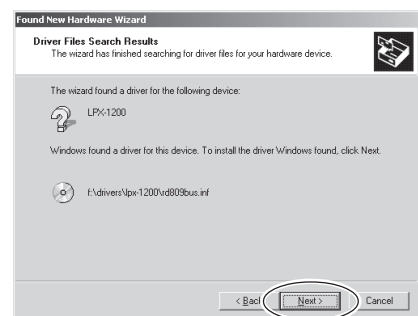 Found New Hardware Wizard
Driver Files Search Results
The wizard has finished searching for driver files for your hardware device.
The wizard found a driver for the following device:
LPX-1200
Windows found a driver for this device. To install the driver Windows found, click Next.
f:\drivers\lpx-1200\rd809bus.inf
< Back
Next >
Cancel